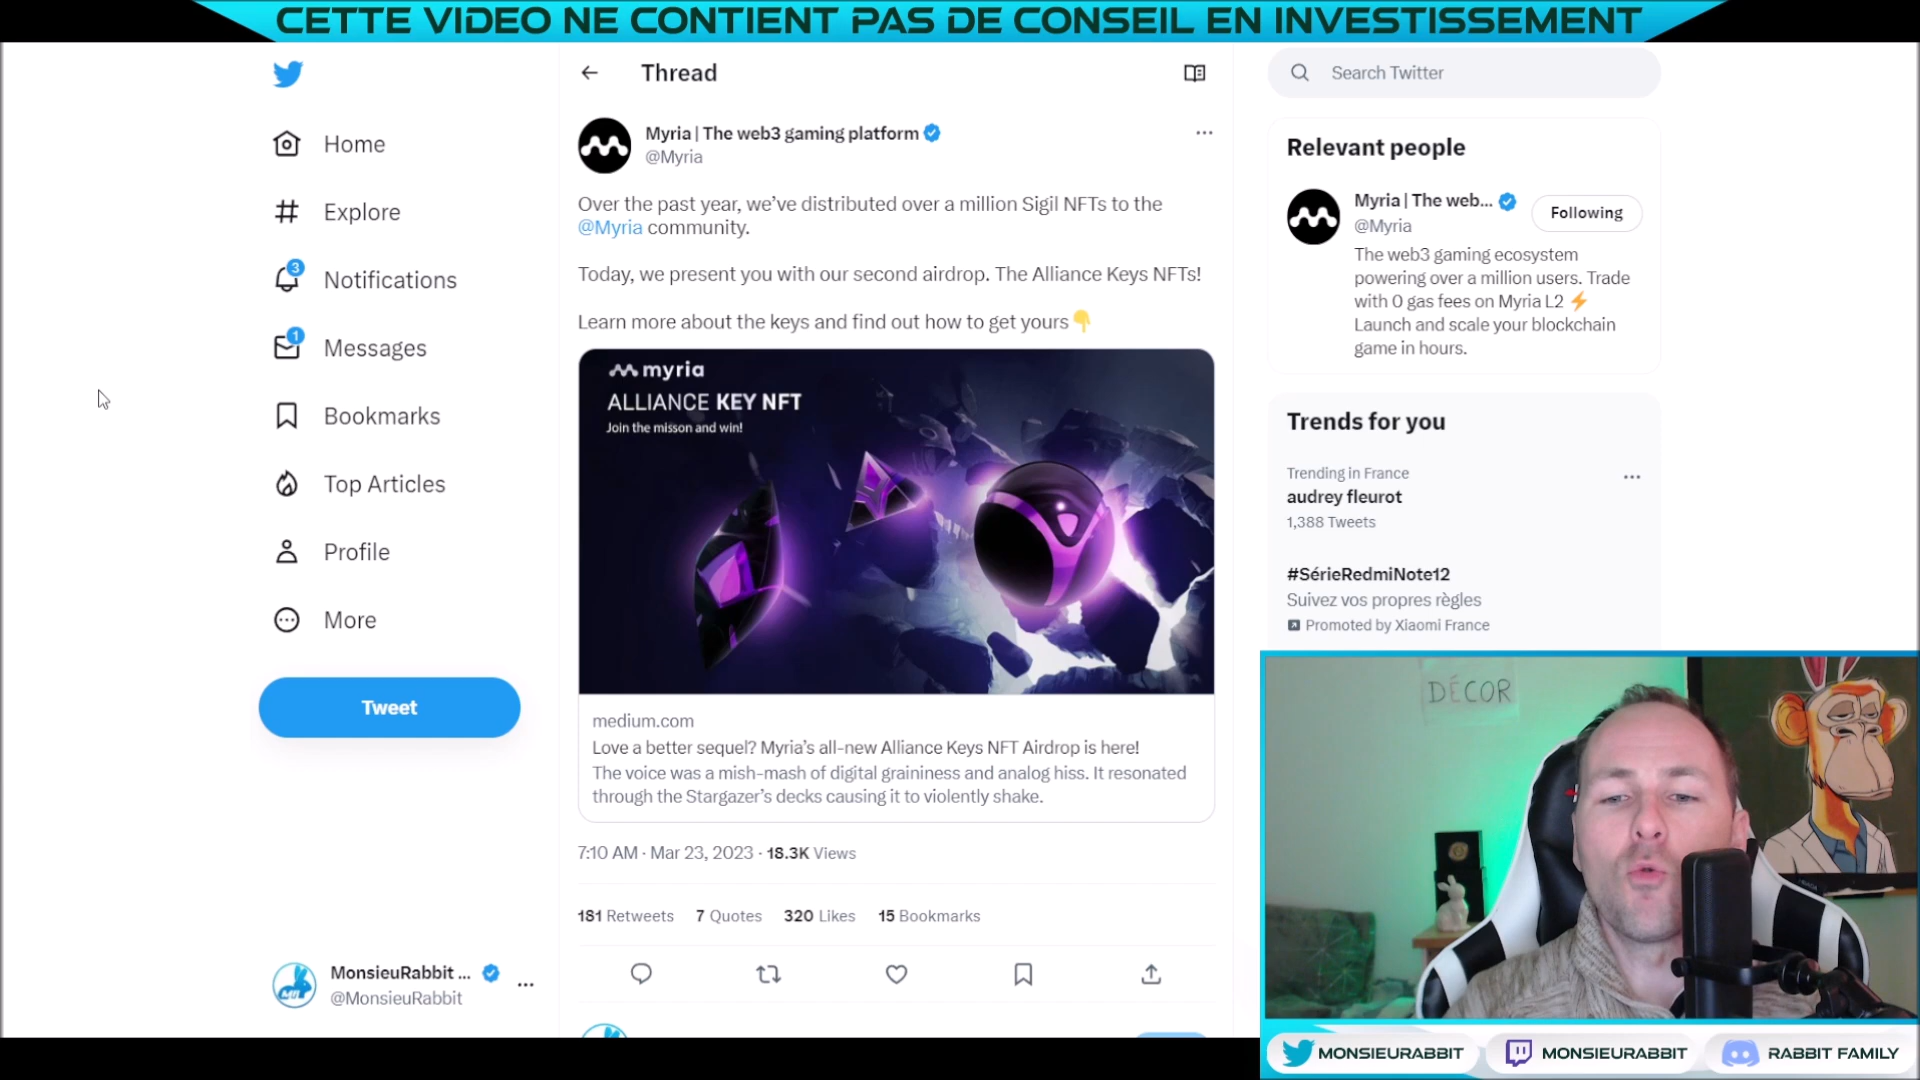 CETTE VIDEO NE CONTIENT PAS DE CONSEIL EN INVESTISSEMENT
Home
Explore
3
Notifications
1
Messages
Bookmarks
Top Articles
Profile
More
Tweet
MonsieuRabbit ...
@MonsieuRabbit
Thread
Myria | The web3 gaming platform
@Myria
Over the past year, we've distributed over a million Sigil NFTs to the
@Myria community.
Today, we present you with our second airdrop. The Alliance Keys NFTs!
Learn more about the keys and find out how to get yours👇
myria
ALLIANCE KEY NFT
Join the misson and win!
medium.com
Love a better sequel? Myria's all-new Alliance Keys NFT Airdrop is here!
The voice was a mish-mash of digital graininess and analog hiss. It resonated
through the Stargazer's decks causing it to violently shake.
7:10 AM · Mar 23, 2023 · 18.3K Views
181 Retweets 7 Quotes 320 Likes 15 Bookmarks
Search Twitter
Relevant people
Myria | The web...
@Myria
Following
The web3 gaming ecosystem
powering over a million users. Trade
with 0 gas fees on Myria L2 ⚡
Launch and scale your blockchain
game in hours.
Trends for you
Trending in France
audrey fleurot
1,388 Tweets
#SérieRedmiNote12
Suivez vos propres règles
Promoted by Xiaomi France
DÉCOR
MONSIEURABBIT
MONSIEURABBIT
RABBIT FAMILY